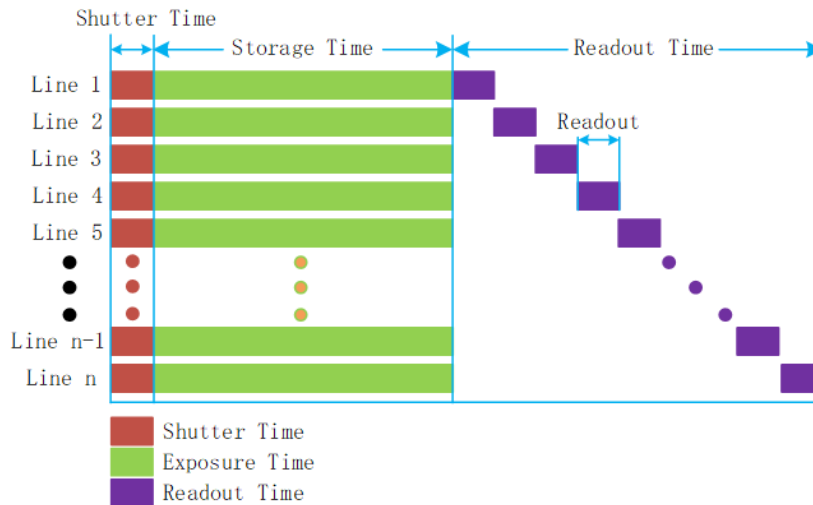 Shutter Time
Storage Time
Readout Time
Line 1
Line 2
Readout
Line 3
Line 4
Line 5
Line n-1
Line n
Shutter Time
Exposure Time
Readout Time